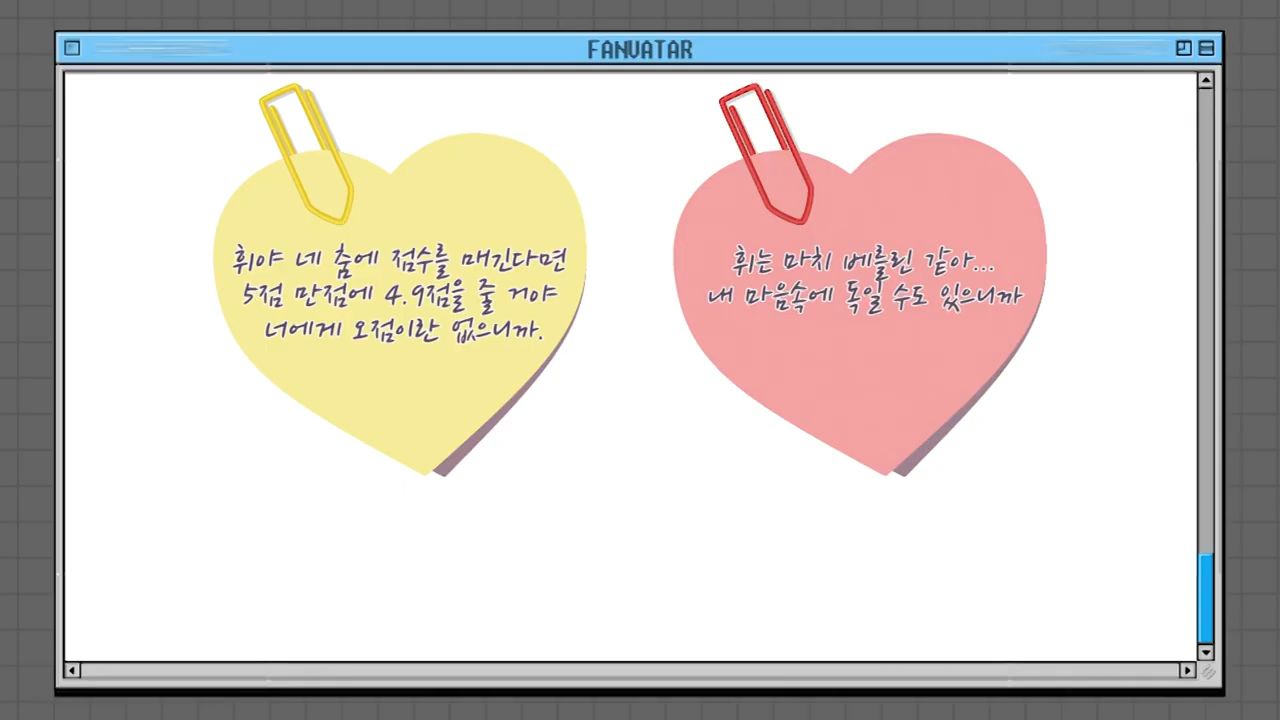 FANVATAR
휘야 네 춤에 점수를 매긴다면
5점 만점에 4.9점을 줄 거야
너에게 오점이란 없으니까.
휘는 마치 베를린 같아...
내 마음속에 독일 수도 있으니까